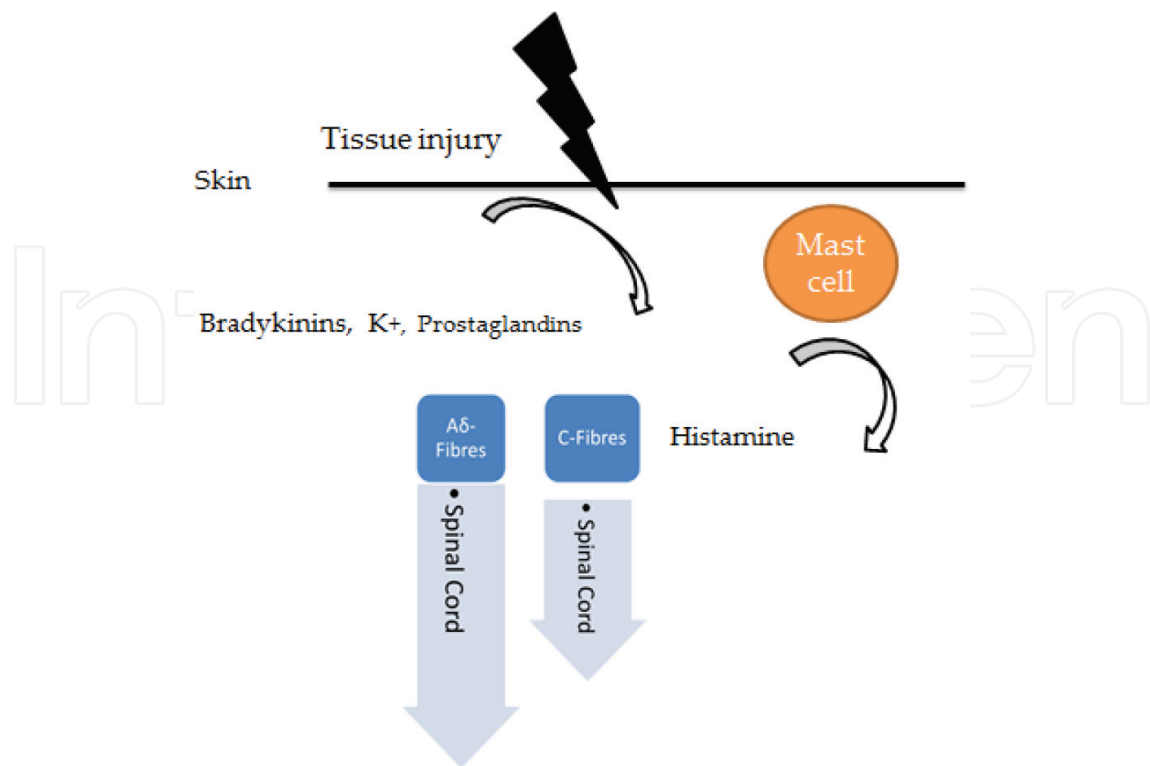 Tissue injury
Skin
Mast
cell
Bradykinins, K+, Prostaglandins
Aδ-
Fibres
C-Fibres
Histamine
• Spinal Cord
• Spinal Cord